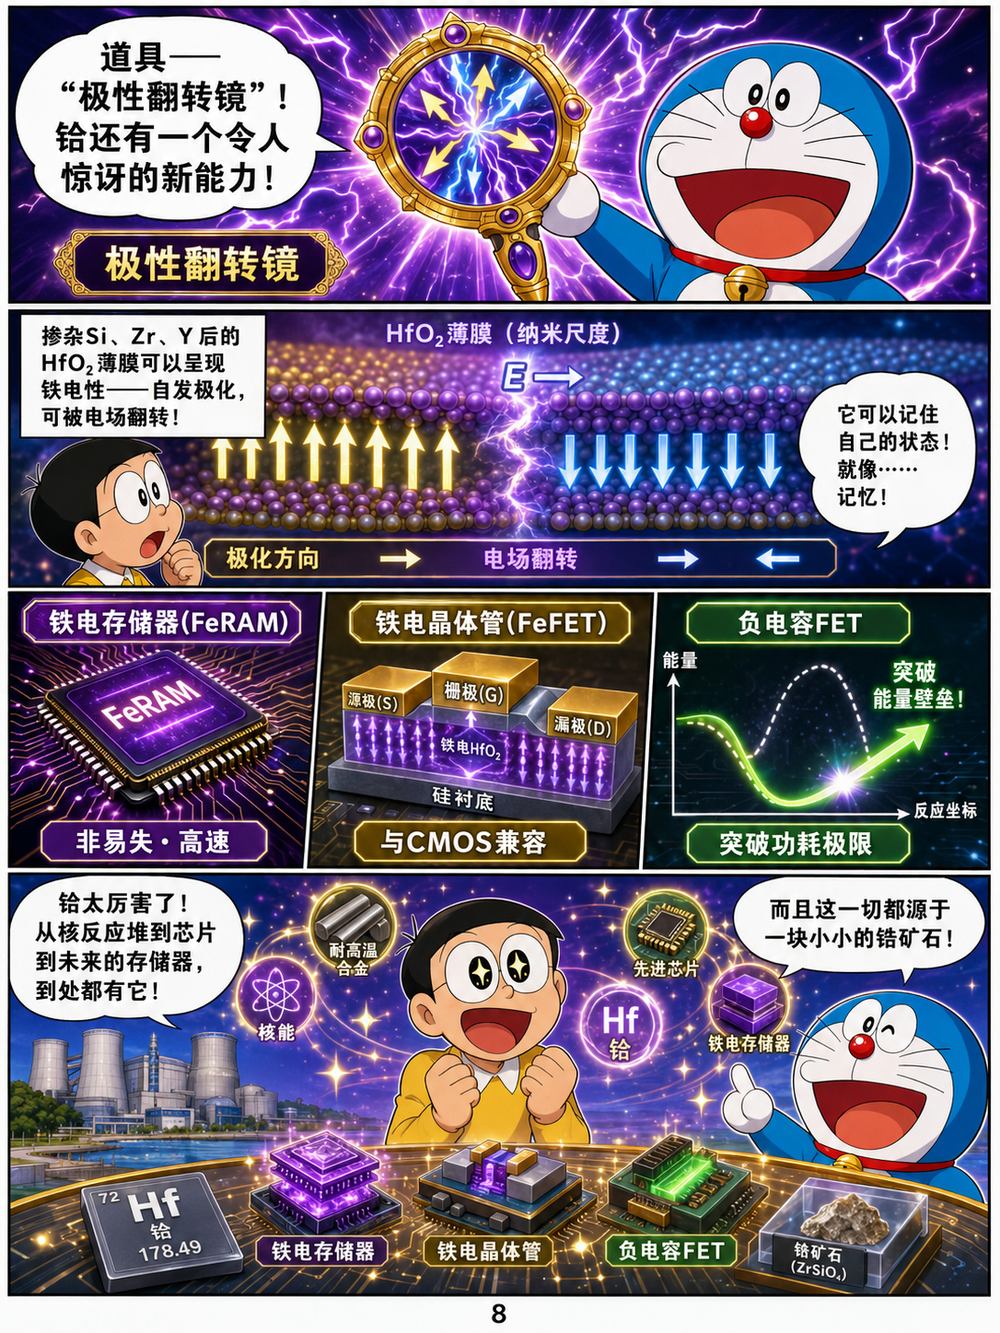 道具——
“极性翻转镜”！
铪还有一个令人
惊讶的新能力！
极性翻转镜
掺杂Si、Zr、Y后的
HfO₂薄膜可以呈现
铁电性——自发极化，
可被电场翻转！
HfO₂薄膜（纳米尺度）
E
它可以记住
自己的状态！
就像……
记忆！
极化方向
电场翻转
铁电存储器(FeRAM)
FeRAM
非易失·高速
铁电晶体管(FeFET)
源极(S)
栅极(G)
漏极(D)
铁电HfO₂
硅衬底
与CMOS兼容
负电容FET
能量
突破
能量壁垒！
反应坐标
突破功耗极限
铪太厉害了！
从核反应堆到芯片
到未来的存储器，
到处都有它！
耐高温
合金
核能
先进芯片
Hf
铪
铁电存储器
而且这一切都源于
一块小小的锆矿石！
72
Hf
铪
178.49
铁电存储器
铁电晶体管
负电容FET
锆矿石
(ZrSiO₄)
8